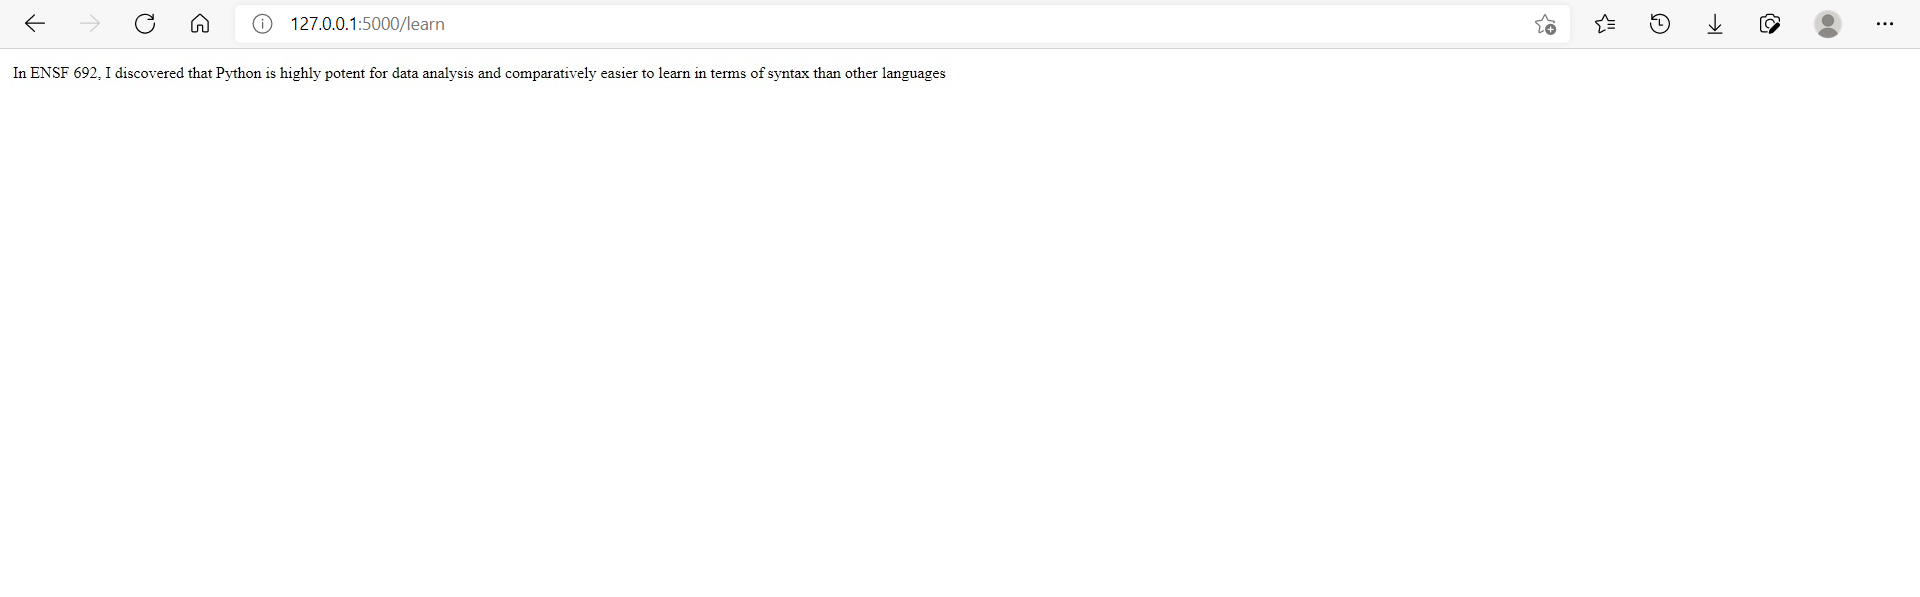 127.0.0.1:5000/learn
In ENSF 692, I discovered that Python is highly potent for data analysis and comparatively easier to learn in terms of syntax than other languages